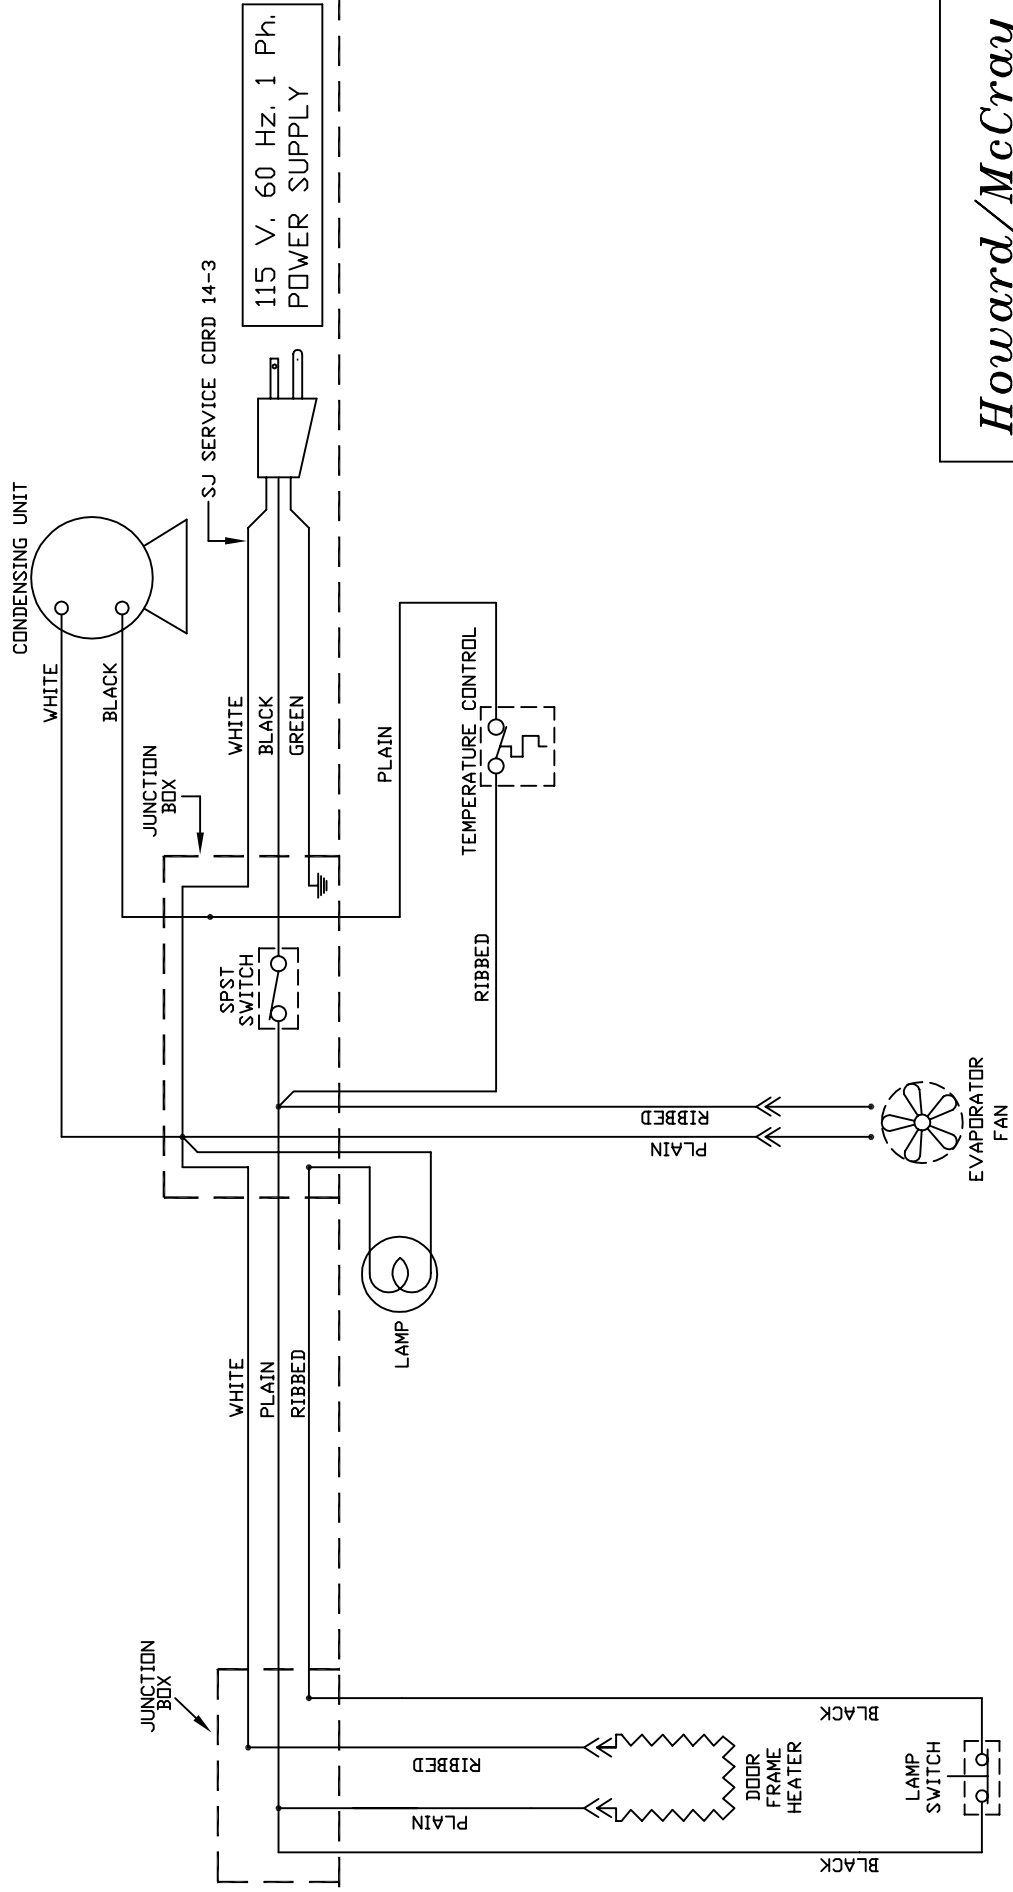 115 V. 60 Hz. 1 Ph.
POWER SUPPLY
SJ SERVICE CORD 14-3
CONDENSING UNIT
WHITE
BLACK
WHITE
BLACK
GREEN
JUNCTION
BOX
PLAIN
TEMPERATURE CONTROL
RIBBED
SPST
SWITCH
RIBBED
PLAIN
EVAPORATOR
FAN
LAMP
WHITE
PLAIN
RIBBED
JUNCTION
BOX
RIBBED
PLAIN
DOOR
FRAME
HEATER
BLACK
BLACK
LAMP
SWITCH
Howard/McCray